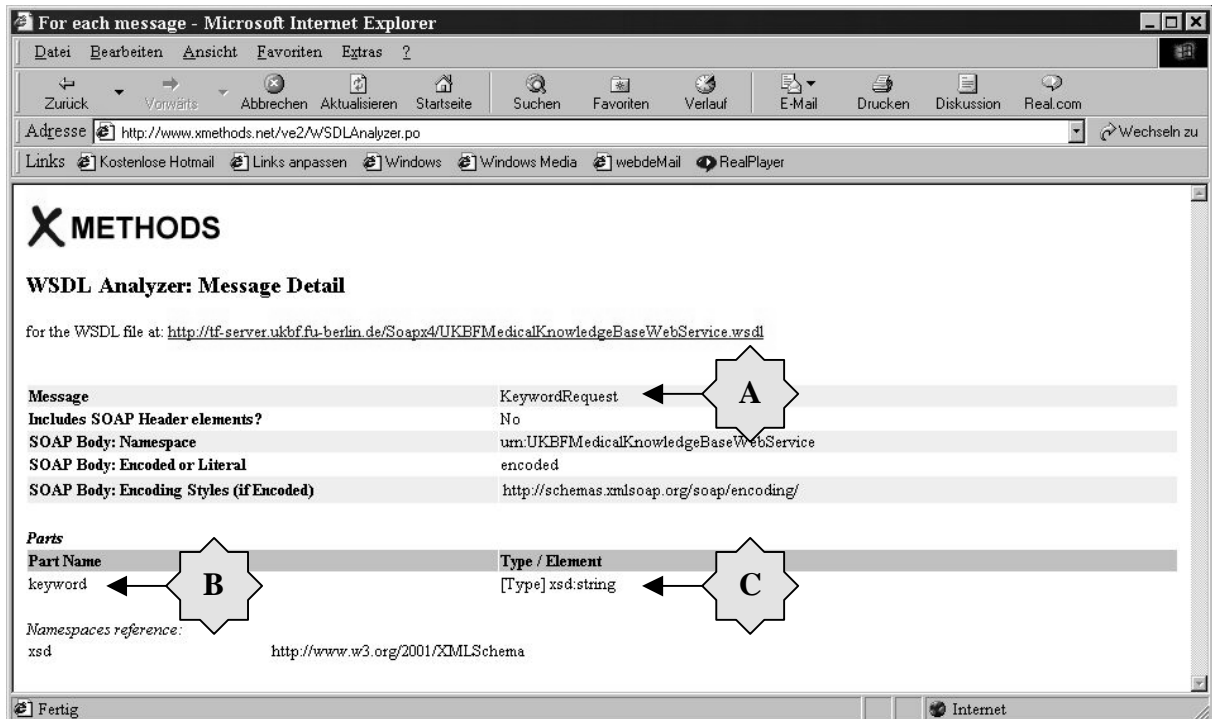 For each message - Microsoft Internet Explorer
Datei Bearbeiten Ansicht Favoriten Extras ?
Zurück Vorwärts Abbrechen Aktualisieren Startseite Suchen Favoriten Verlauf E-Mail Drucken Diskussion Real.com
Adresse http://www.xmethods.net/ve2/WSDLAnalyzer.po Wechseln zu
Links Kostenlose Hotmail Links anpassen Windows Windows Media webdeMail RealPlayer
X METHODS
WSDL Analyzer: Message Detail
for the WSDL file at: http://tf-server.ukbf.fu-berlin.de/Soapx4/UKBFMedicalKnowledgeBaseWebService.wsdl
Message KeywordRequest A
Includes SOAP Header elements? No
SOAP Body: Namespace urn:UKBFMedicalKnowledgeBaseWebService
SOAP Body: Encoded or Literal encoded
SOAP Body: Encoding Styles (if Encoded) http://schemas.xmlsoap.org/soap/encoding/
Parts
Part Name Type / Element
keyword B [Type] xsd:string C
Namespaces reference:
xsd http://www.w3.org/2001/XMLSchema
Fertig Internet